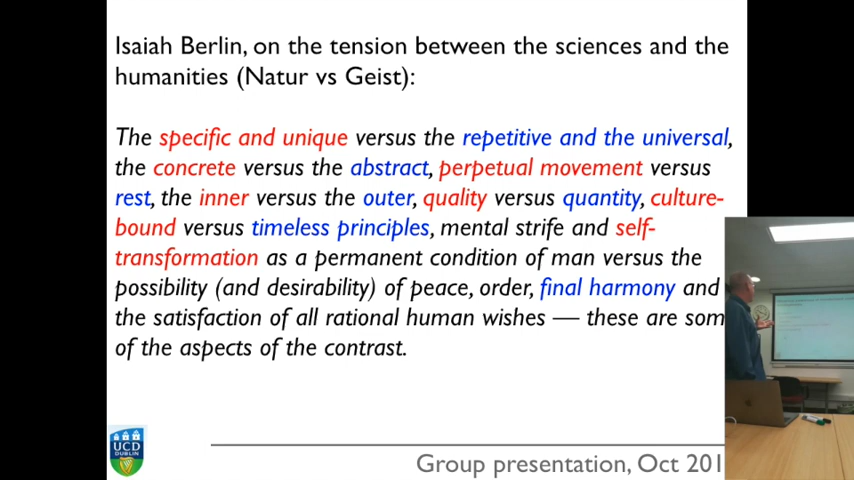 Isaiah Berlin, on the tension between the sciences and the
humanities (Natur vs Geist):
The specific and unique versus the repetitive and the universal,
the concrete versus the abstract, perpetual movement versus
rest, the inner versus the outer, quality versus quantity, culture-
bound versus timeless principles, mental strife and self-
transformation as a permanent condition of man versus the
possibility (and desirability) of peace, order, final harmony and
the satisfaction of all rational human wishes — these are som
of the aspects of the contrast.
UCD
DUBLIN
Group presentation, Oct 201